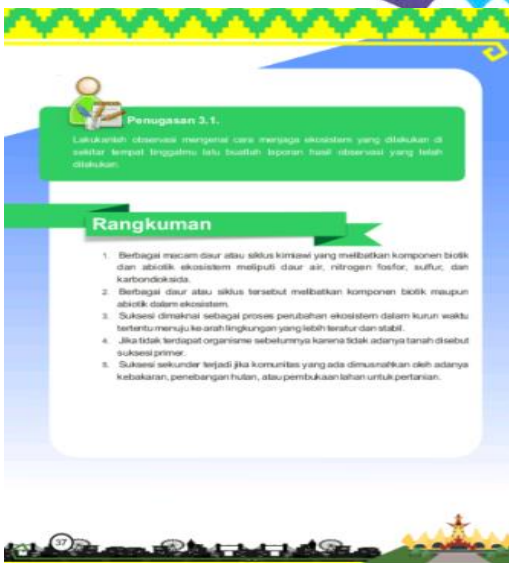 Penugasan 3.1.
Lakukanlah observasi mengenai cara menjaga ekosistem yang dilakukan di
sekitar tempat tinggalmu lalu buatlah laporan hasil observasi yang telah
dilakukan.
Rangkuman
1. Berbagai macam daur atau siklus kimiawi yang melibatkan komponen biotik
dan abiotik ekosistem meliputi daur air, nitrogen fosfor, sulfur, dan
karbondioksida.
2. Berbagai daur atau siklus tersebut melibatkan komponen biotik maupun
abiotik dalam ekosistem.
3. Suksesi dimaknai sebagai proses perubahan ekosistem dalam kurun waktu
tertentu menuju ke arah lingkungan yang lebih teratur dan stabil.
4. Jika tidak terdapat organisme sebelumnya karena tidak adanya tanah disebut
suksesi primer.
5. Suksesi sekunder terjadi jika komunitas yang ada dimusnahkan oleh adanya
kebakaran, penebangan hutan, atau pembukaan lahan untuk pertanian.
37